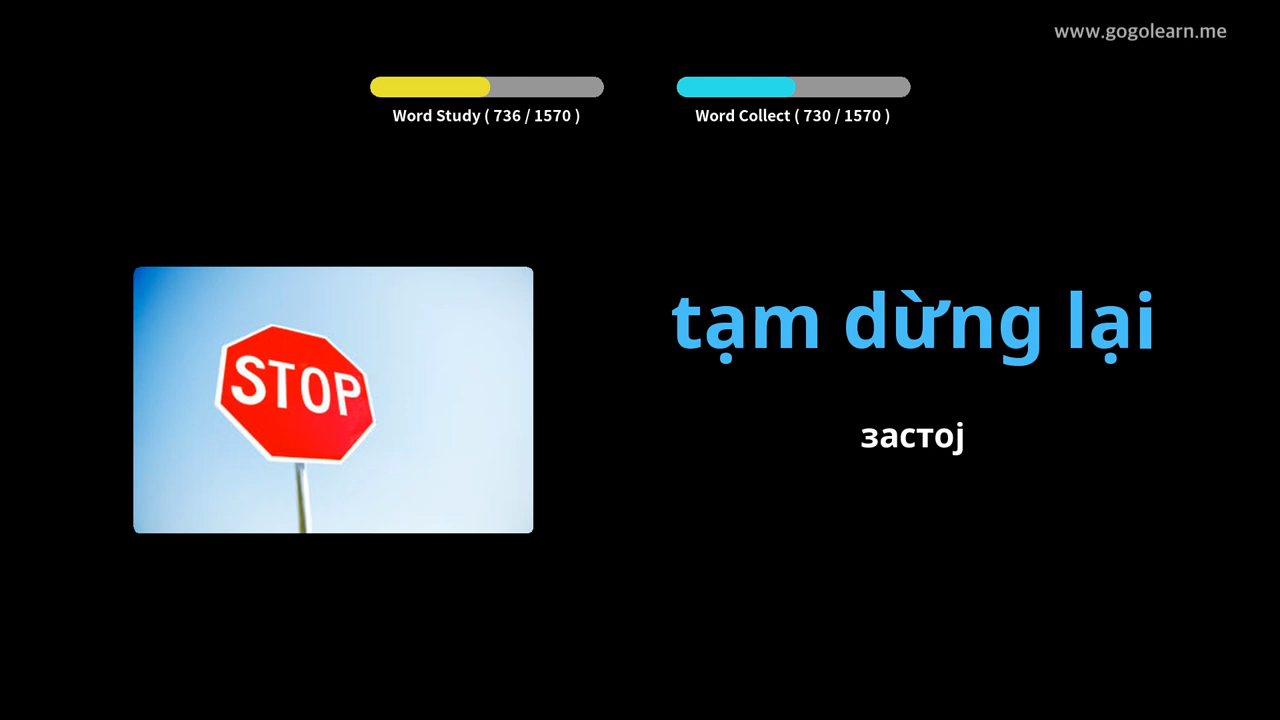 www.gogolearn.me
Word Study ( 736 / 1570 )
Word Collect ( 730 / 1570 )
STOP
tạm dừng lại
застој